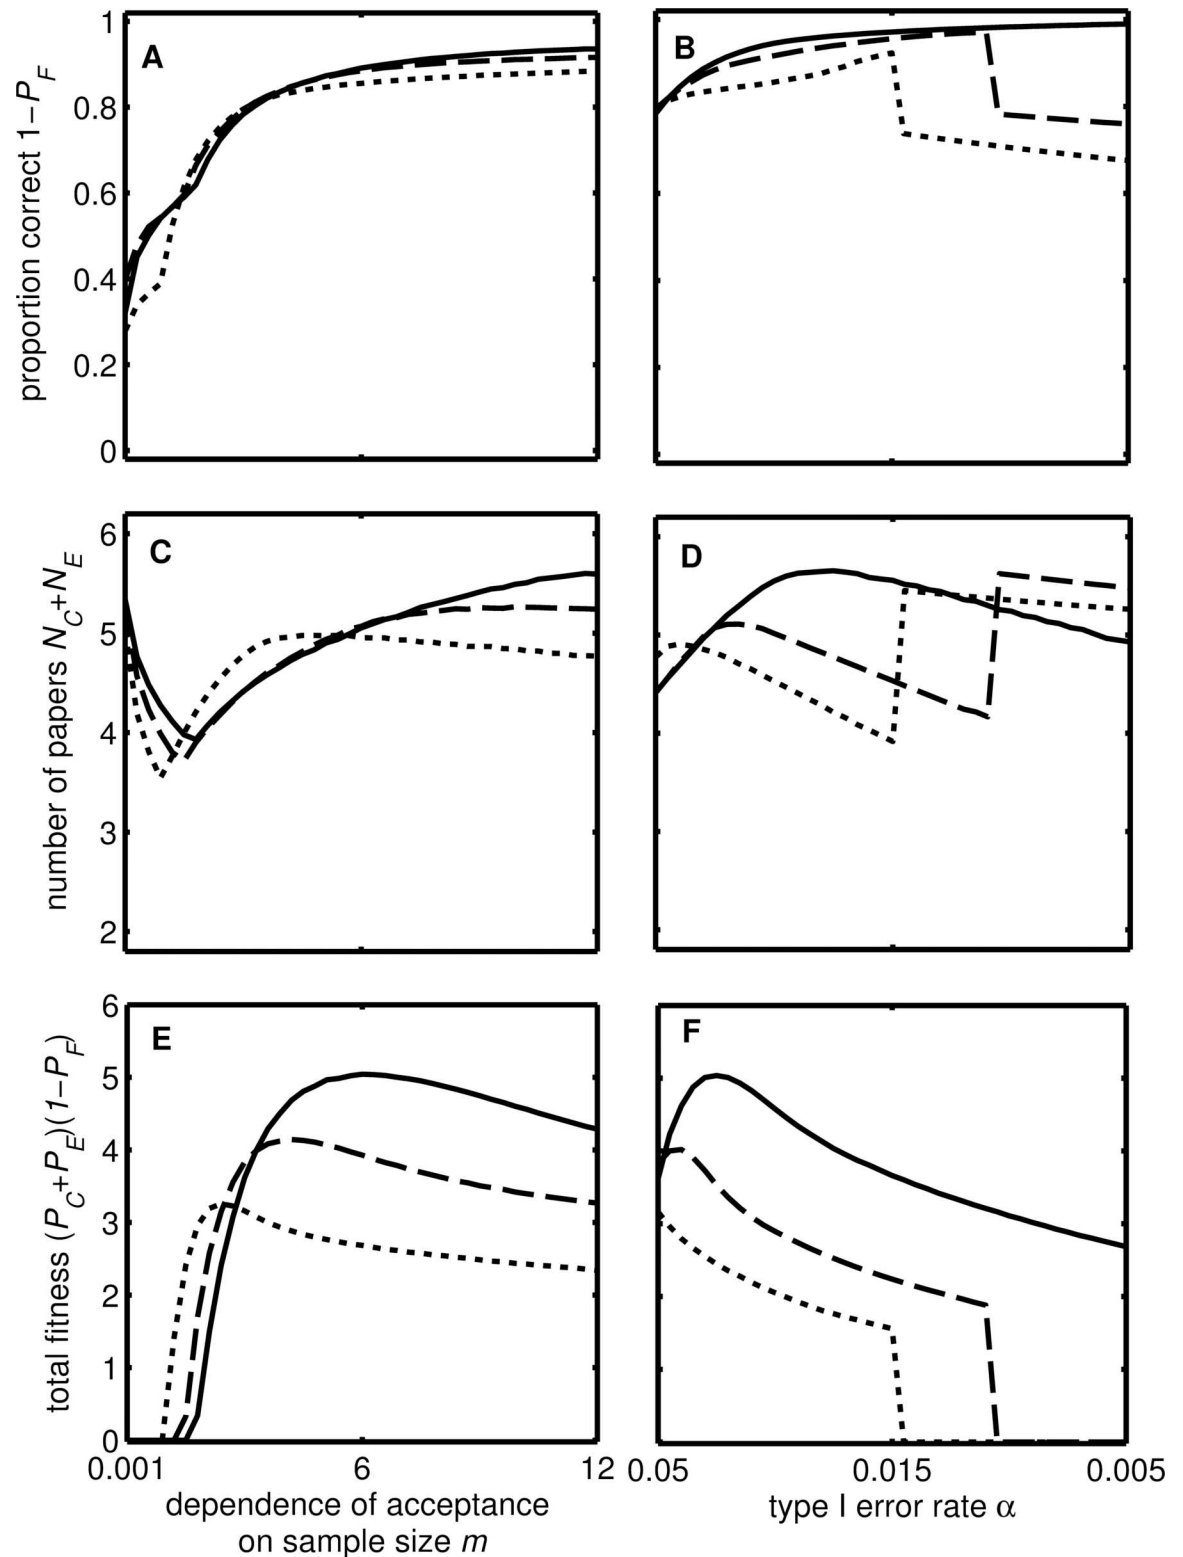 A
B
1
0.8
0.6
0.4
0.2
0
proportion correct 1−P_F
C
D
6
5
4
3
2
number of papers N_C+N_E
E
F
6
5
4
3
2
1
0
total fitness (P_C+P_E)(1−P_F)
0.001 6 12
0.05 0.015 0.005
dependence of acceptance
on sample size m
type I error rate α